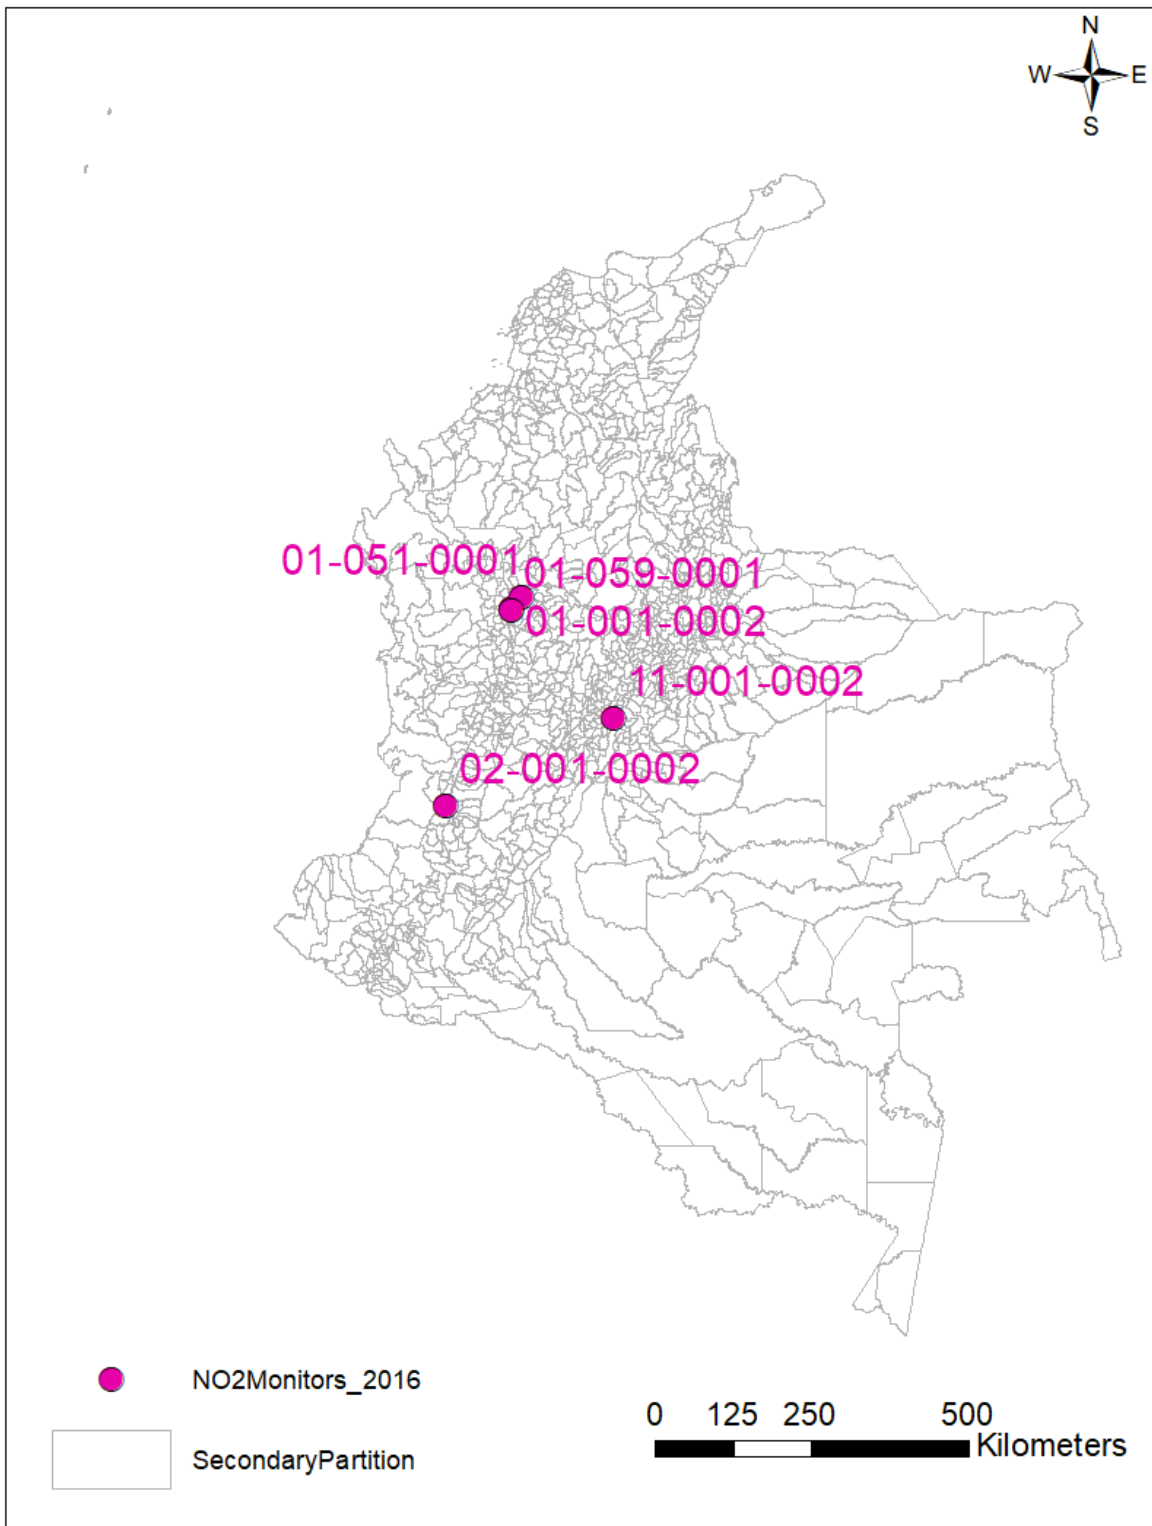 N
W E
S
01-051-0001
01-059-0001
01-001-0002
11-001-0002
02-001-0002
NO2Monitors_2016
SecondaryPartition
0 125 250 500
Kilometers